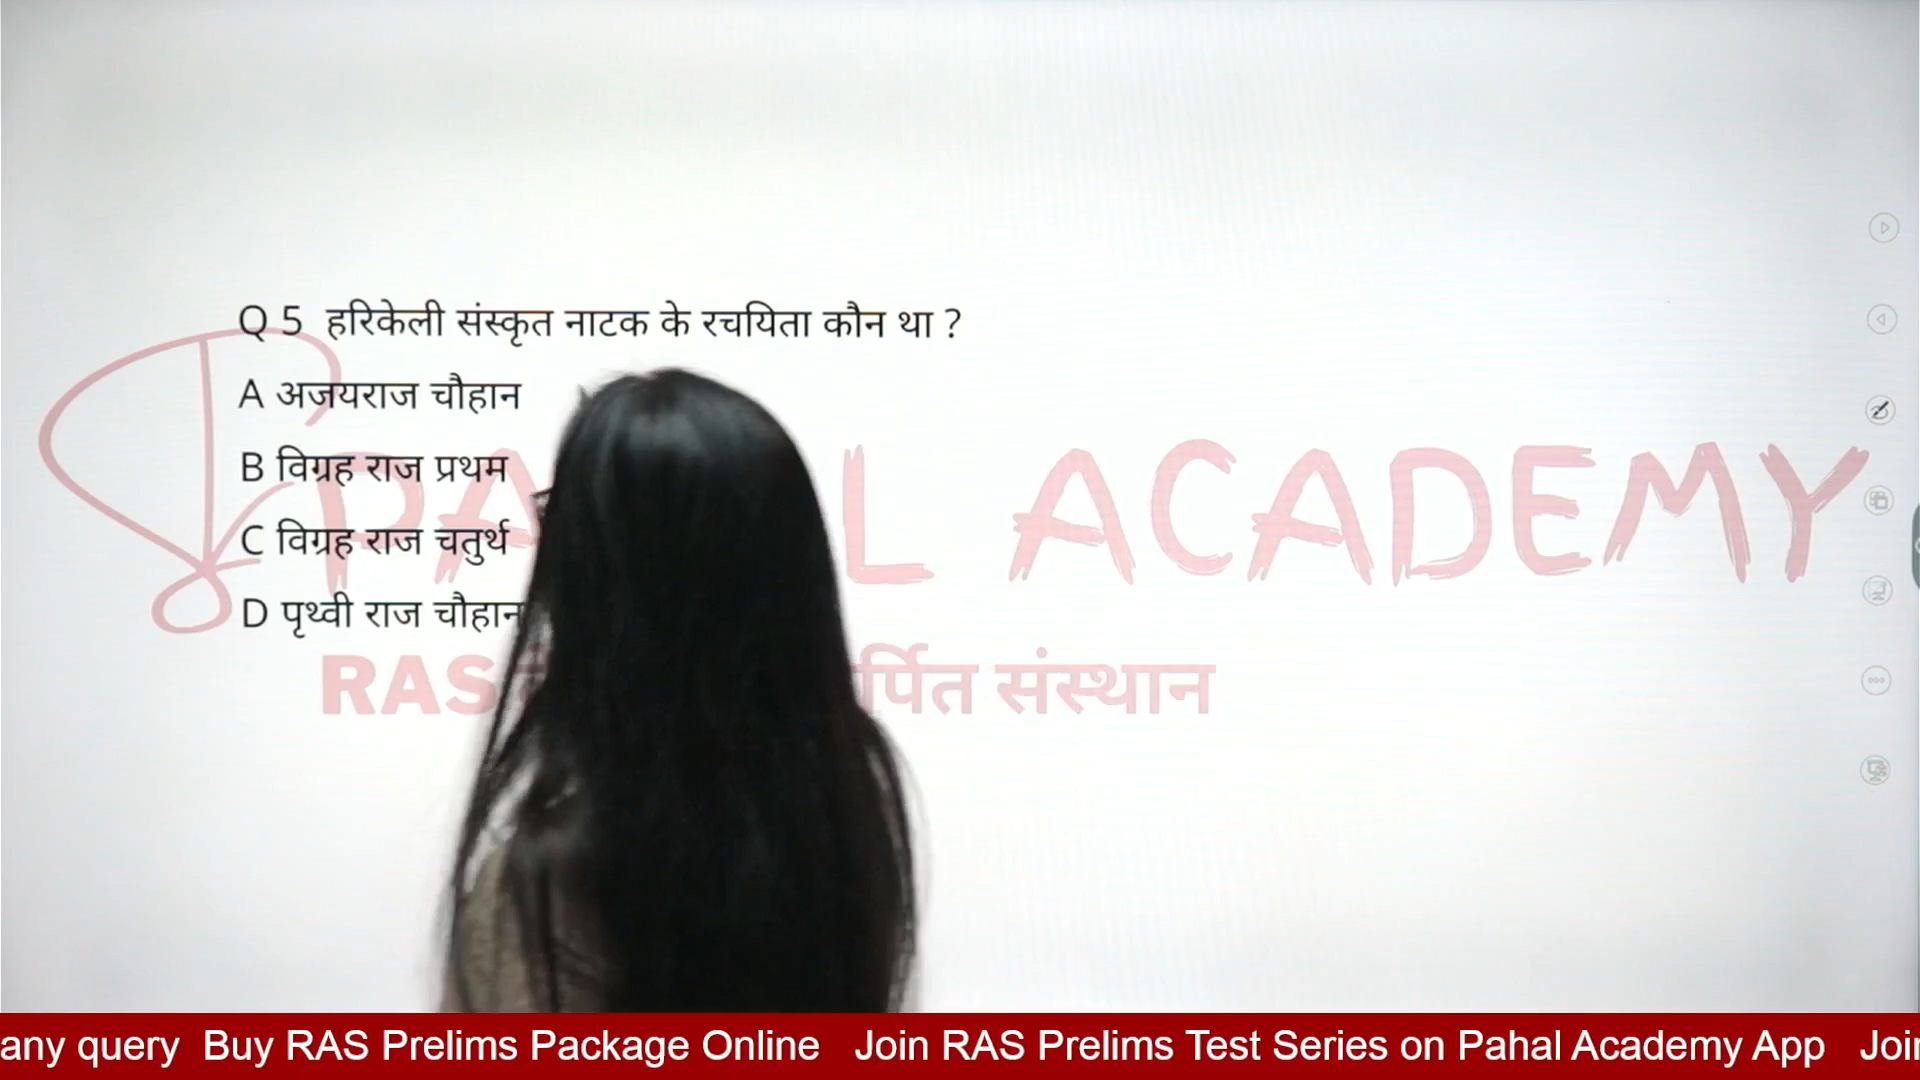 Q 5 हरिकेली संस्कृत नाटक के रचयिता कौन था ?
A अजयराज चौहान
B विग्रह राज प्रथम
C विग्रह राज चतुर्थ
D पृथ्वी राज चौहान
ACADEMY
RAS संस्थान
any query Buy RAS Prelims Package Online Join RAS Prelims Test Series on Pahal Academy App